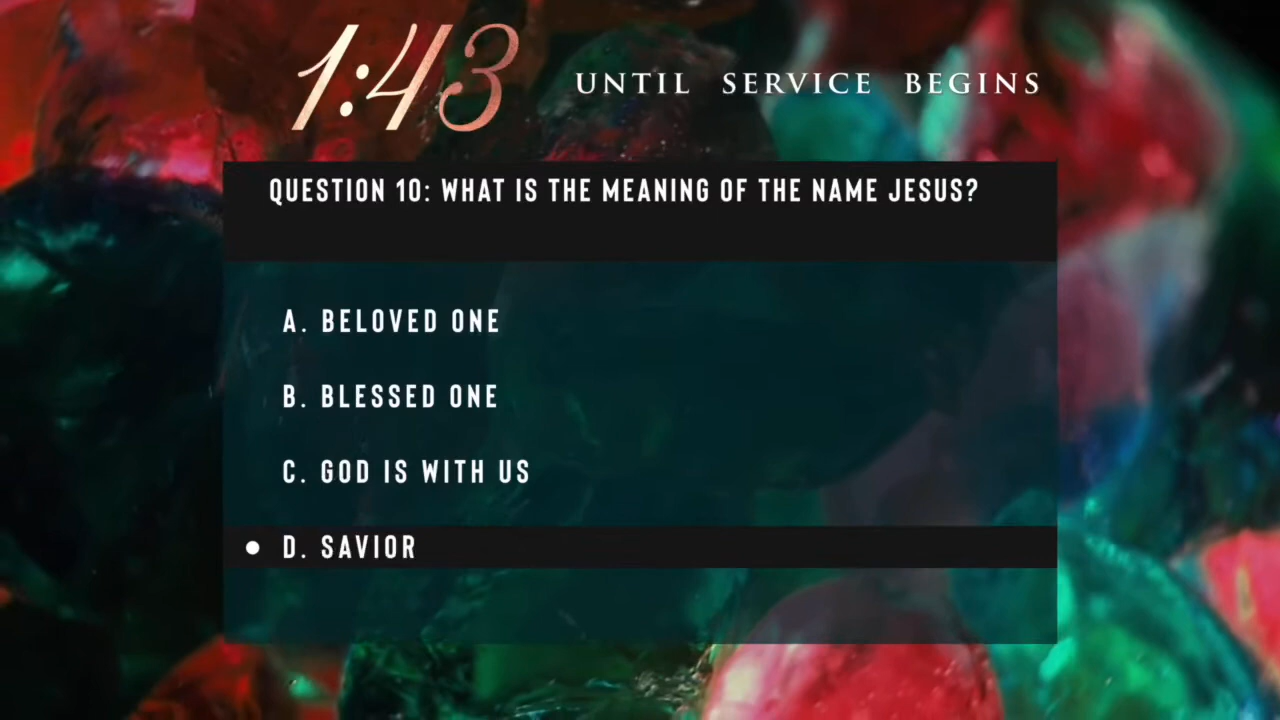 1:43 UNTIL SERVICE BEGINS
QUESTION 10: WHAT IS THE MEANING OF THE NAME JESUS?
A. BELOVED ONE
B. BLESSED ONE
C. GOD IS WITH US
D. SAVIOR